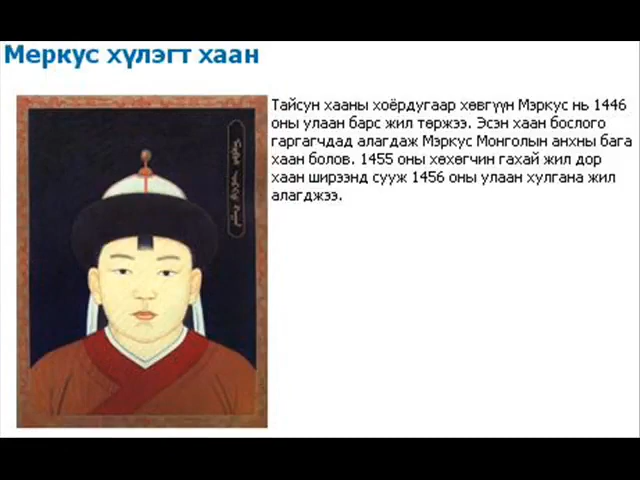 Меркус хүлэгт хаан
Тайсун хааны хоёрдугаар хөвгүүн Мэркус нь 1446
оны улаан барс жил төржээ. Эсэн хаан бослого
гаргагчдад алагдаж Мэркус Монголын анхны бага
хаан болов. 1455 оны хөхөгчин гахай жил дор
хаан ширээнд сууж 1456 оны улаан хулгана жил
алагджээ.